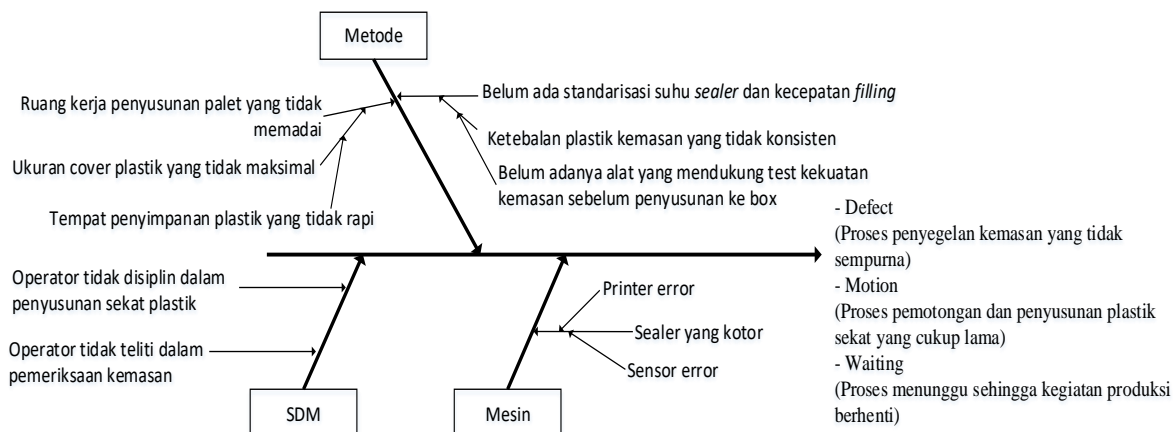 Metode
Ruang kerja penyusunan palet yang tidak
memadai
Ukuran cover plastik yang tidak maksimal
Tempat penyimpanan plastik yang tidak rapi
Belum ada standarisasi suhu sealer dan kecepatan filling
Ketebalan plastik kemasan yang tidak konsisten
Belum adanya alat yang mendukung test kekuatan
kemasan sebelum penyusunan ke box
Operator tidak disiplin dalam
penyusunan sekat plastik
Operator tidak teliti dalam
pemeriksaan kemasan
SDM
Printer error
Sealer yang kotor
Sensor error
Mesin
- Defect
(Proses penyegelan kemasan yang tidak
sempurna)
- Motion
(Proses pemotongan dan penyusunan plastik
sekat yang cukup lama)
- Waiting
(Proses menunggu sehingga kegiatan produksi
berhenti)